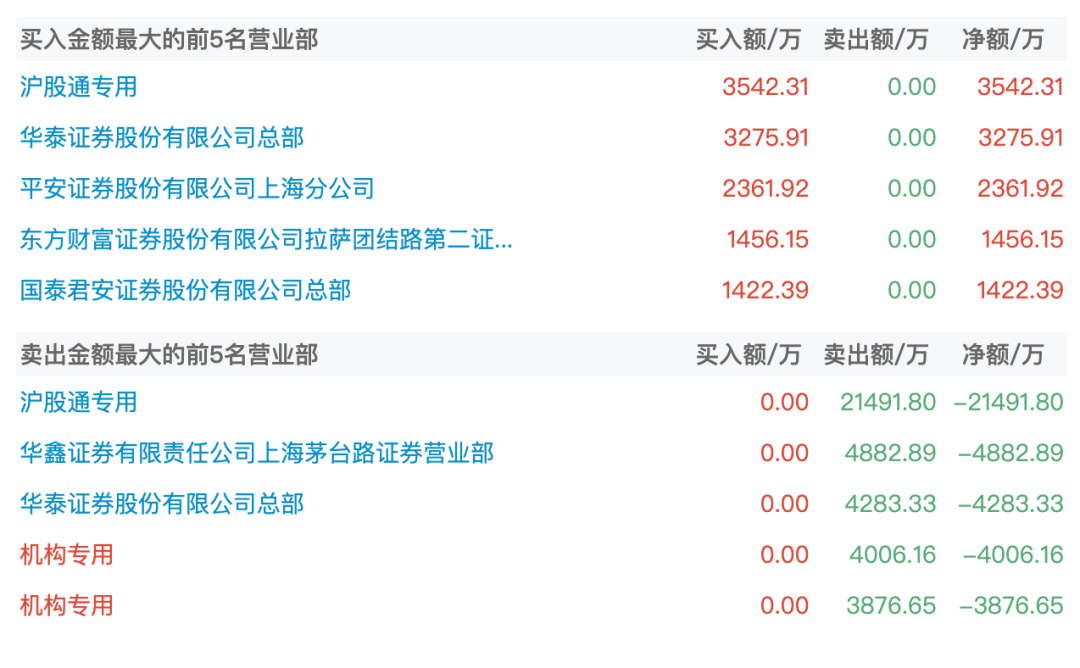 买入金额最大的前5名营业部 买入额/万 卖出额/万 净额/万
沪股通专用 3542.31 0.00 3542.31
华泰证券股份有限公司总部 3275.91 0.00 3275.91
平安证券股份有限公司上海分公司 2361.92 0.00 2361.92
东方财富证券股份有限公司拉萨团结路第二证... 1456.15 0.00 1456.15
国泰君安证券股份有限公司总部 1422.39 0.00 1422.39
卖出金额最大的前5名营业部 买入额/万 卖出额/万 净额/万
沪股通专用 0.00 21491.80 -21491.80
华鑫证券有限责任公司上海茅台路证券营业部 0.00 4882.89 -4882.89
华泰证券股份有限公司总部 0.00 4283.33 -4283.33
机构专用 0.00 4006.16 -4006.16
机构专用 0.00 3876.65 -3876.65